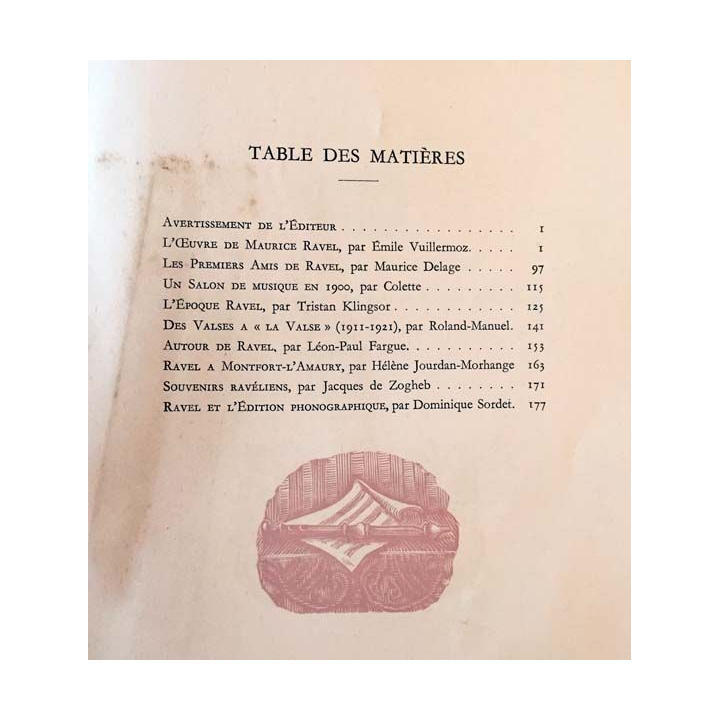 TABLE DES MATIÈRES
AVERTISSEMENT DE L'ÉDITEUR . . . . . . . . . . . . . . . . . . 1
L'ŒUVRE DE MAURICE RAVEL, par Émile Vuillermoz. . . . . 1
LES PREMIERS AMIS DE RAVEL, par Maurice Delage . . . . . 97
UN SALON DE MUSIQUE EN 1900, par Colette . . . . . . . . . 115
L'ÉPOQUE RAVEL, par Tristan Klingsor . . . . . . . . . . 125
DES VALSES A « LA VALSE » (1911-1921), par Roland-Manuel. 141
AUTOUR DE RAVEL, par Léon-Paul Fargue. . . . . . . . . . . 153
RAVEL A MONTFORT-L'AMAURY, par Hélène Jourdan-Morhange 163
SOUVENIRS RAVÉLIENS, par Jacques de Zogheb . . . . . . . . 171
RAVEL ET L'ÉDITION PHONOGRAPHIQUE, par Dominique Sordet. 177